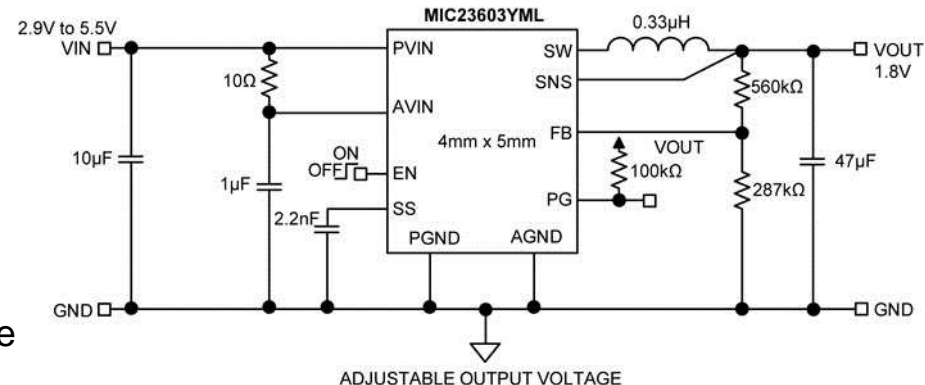 MIC23603YML
2.9V to 5.5V
VIN
PVIN
SW
0.33µH
VOUT
1.8V
SNS
10Ω
560kΩ
AVIN
FB
4mm x 5mm
VOUT
10µF
ON
OFF
EN
100kΩ
47µF
1µF
PG
287kΩ
SS
2.2nF
PGND
AGND
GND
GND
e
ADJUSTABLE OUTPUT VOLTAGE